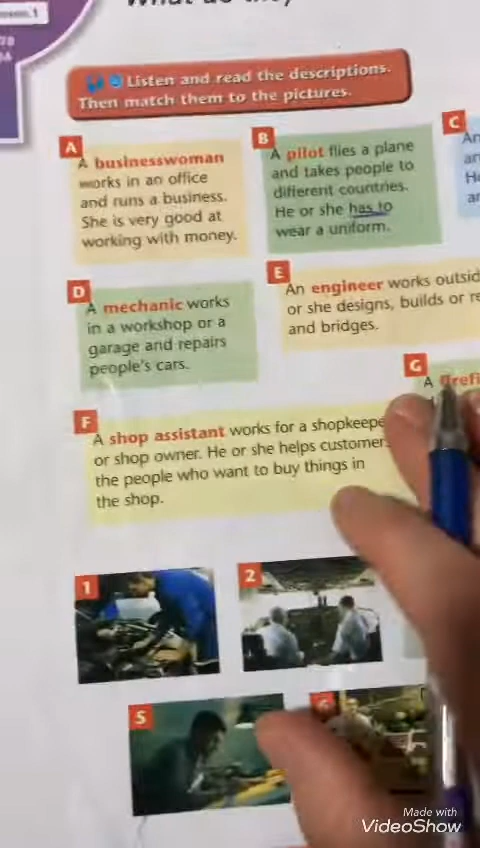 What do they
Listen and read the descriptions.
Then match them to the pictures.
A
A businesswoman
works in an office
and runs a business.
She is very good at
working with money.
B
A pilot flies a plane
and takes people to
different countries.
He or she has to
wear a uniform.
C
D
A mechanic works
in a workshop or a
garage and repairs
people's cars.
E
An engineer works
or she designs, builds or
and bridges.
F
A shop assistant works for a
or shop owner. He or she helps
the people who want to buy things in
the shop.
G
A
1
2
5
6
Made with
VideoShow